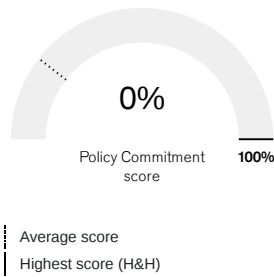 0%
Policy Commitment
score
100%
Average score
Highest score (H&H)